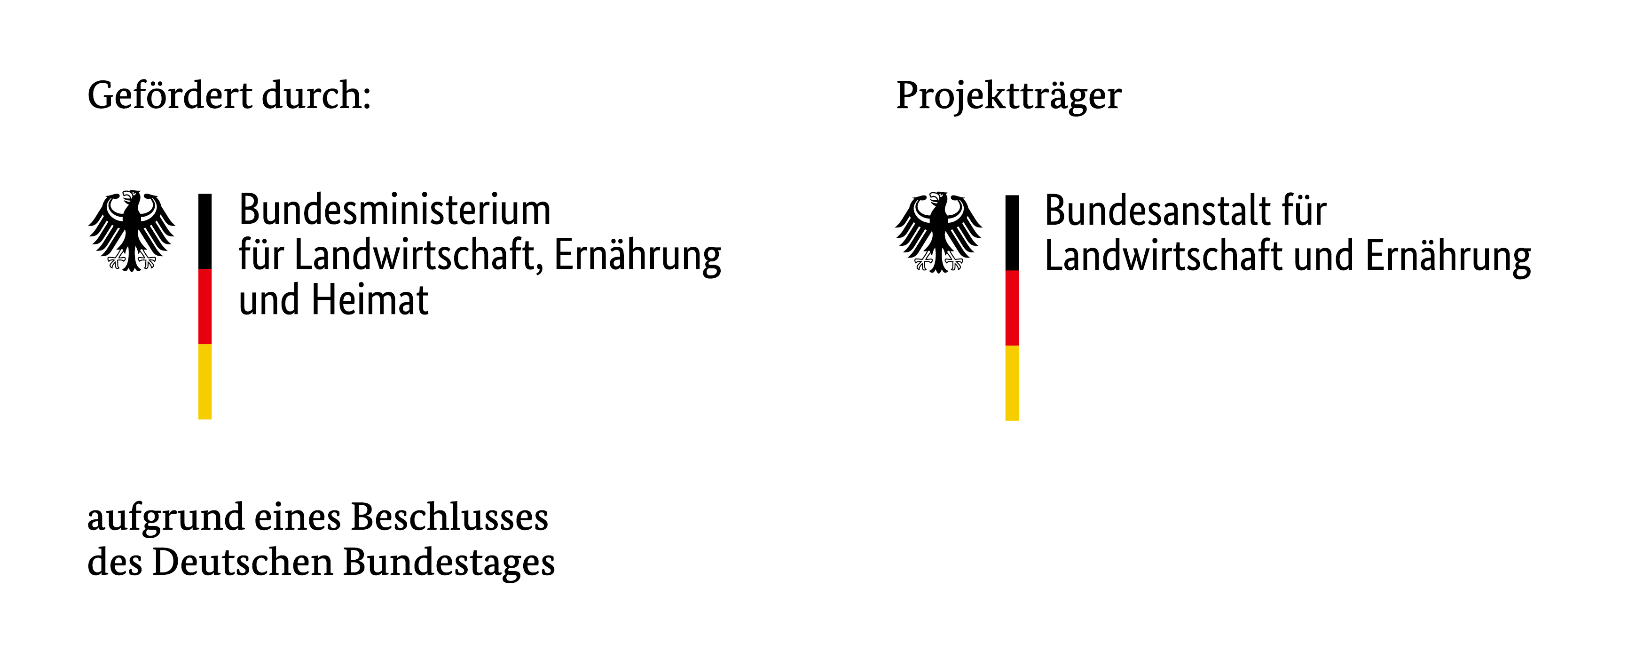 Gefördert durch:
Bundesministerium
für Landwirtschaft, Ernährung
und Heimat
aufgrund eines Beschlusses
des Deutschen Bundestages
Projektträger
Bundesanstalt für
Landwirtschaft und Ernährung